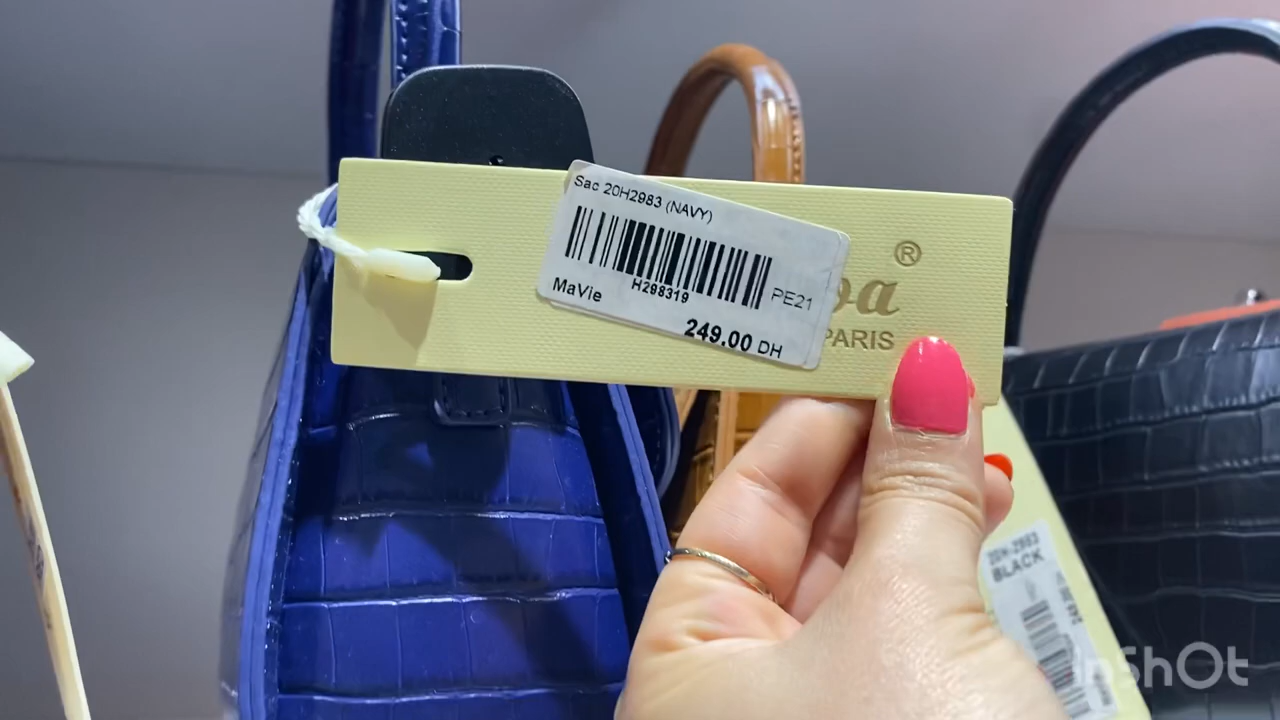 Sac 20H2983 (NAVY)
H298319
MaVie
PE21
249.00 DH
®
PARIS
20H-2983
BLACK
InShOt